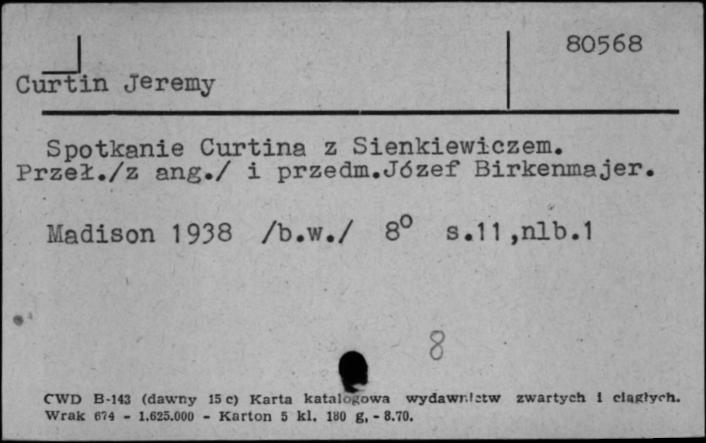 80568
Curtin Jeremy
Spotkanie Curtina z Sienkiewiczem.
Przeł./z ang./ i przedm.Józef Birkenmajer.
Madison 1938 /b.w./ 8° s.11,nlb.1
8
CWD B-143 (dawny 15 c) Karta katalogowa wydawnictw zwartych i ciągłych.
Wrak 674 - 1.625.000 - Karton 5 kl. 180 g. - 8.70.